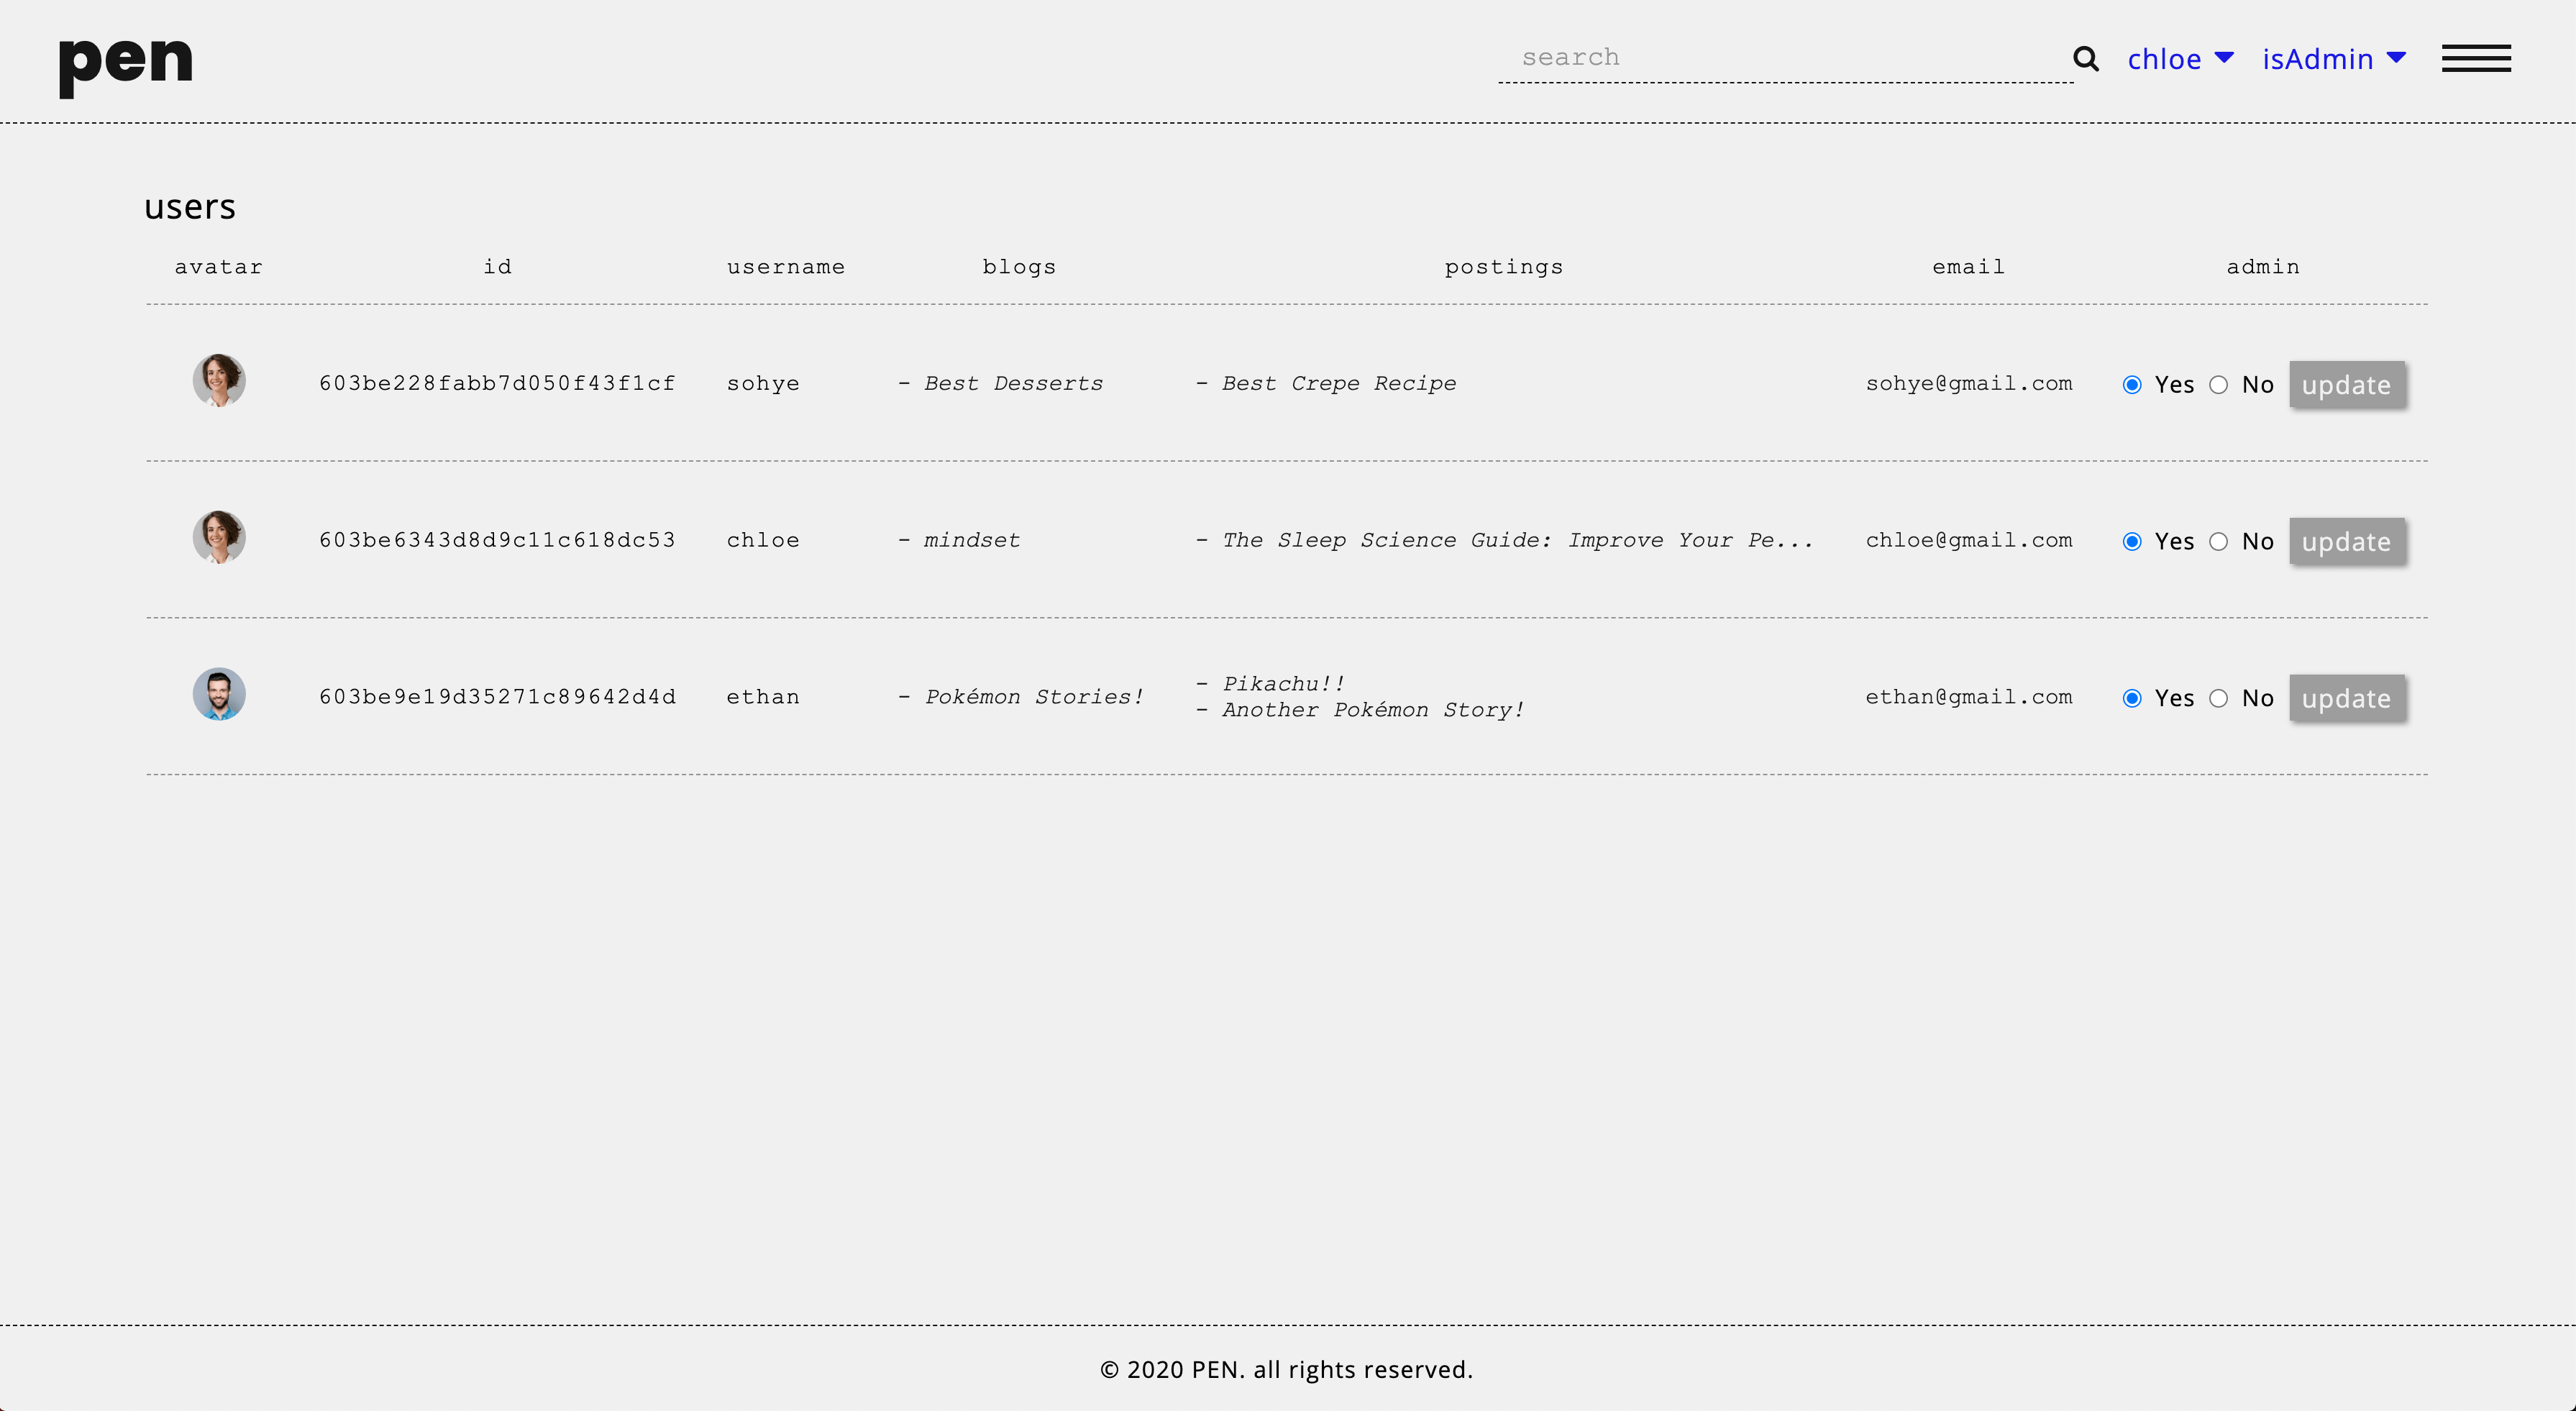 pen
search
chloe isAdmin
users
avatar id username blogs postings email admin
603be228fabb7d050f43f1cf sohye - Best Desserts - Best Crepe Recipe sohye@gmail.com Yes No update
603be6343d8d9c11c618dc53 chloe - mindset - The Sleep Science Guide: Improve Your Pe... chloe@gmail.com Yes No update
603be9e19d35271c89642d4d ethan - Pokémon Stories! - Pikachu!!
- Another Pokémon Story! ethan@gmail.com Yes No update
© 2020 PEN. all rights reserved.